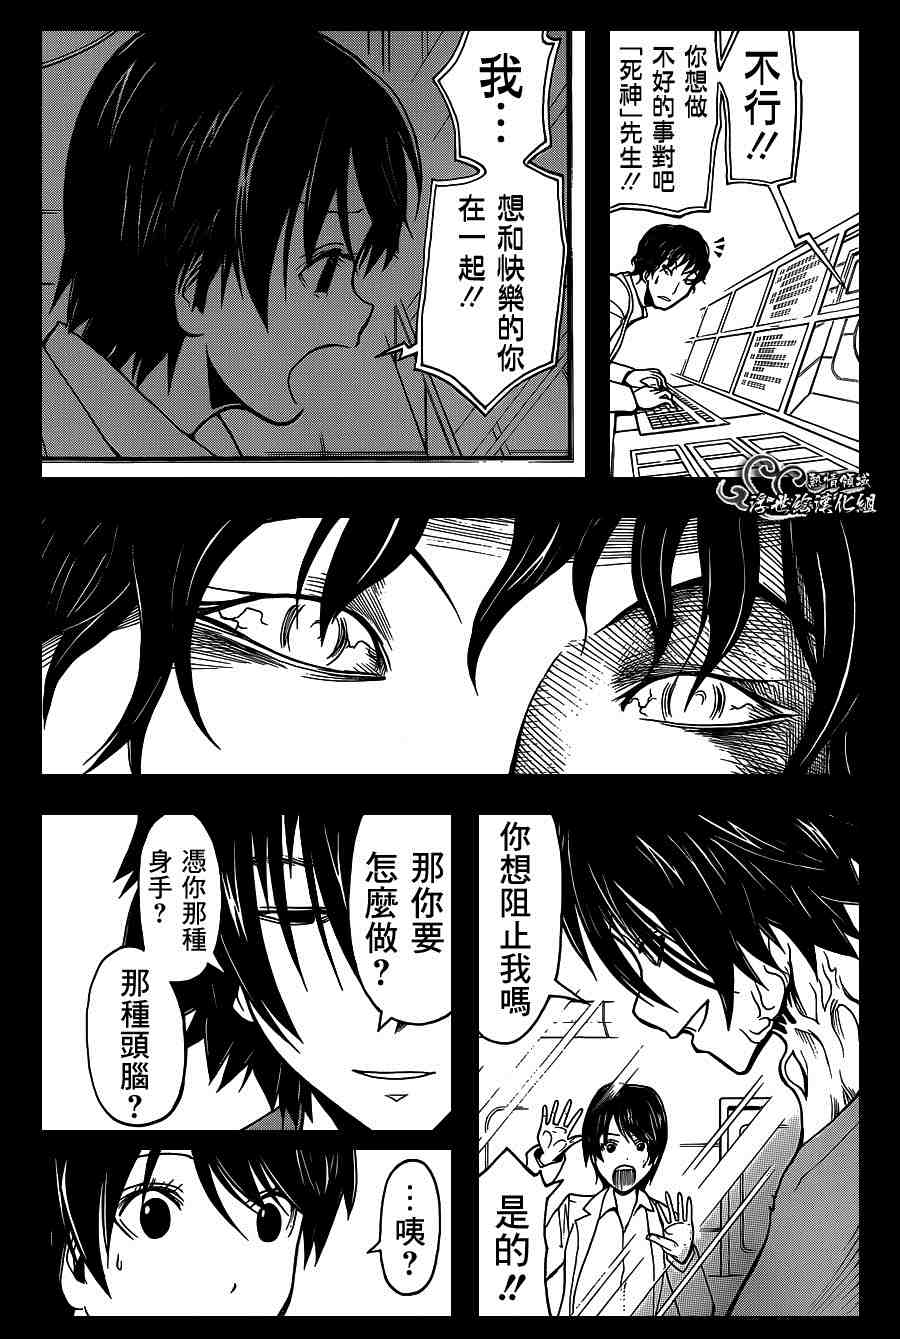 不行!!
你想做
不好的事對吧
「死神」先生!!
我…
想和快樂的你
在一起!!
熱情領域
浮世绘漢化組
你想阻止我嗎
是的!!
那你要
怎麼做?
憑你那種
身手?
那種頭腦?
…咦?